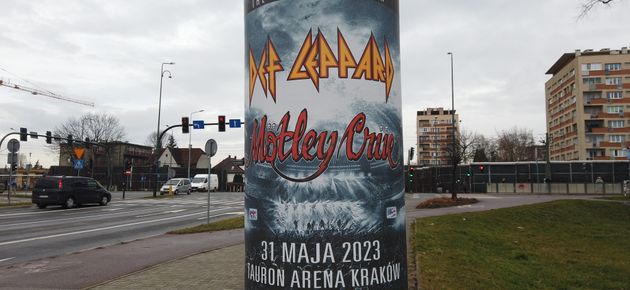 DEF LEPPARD
Mötley Crüe
31 MAJA 2023
TAURON ARENA KRAKÓW